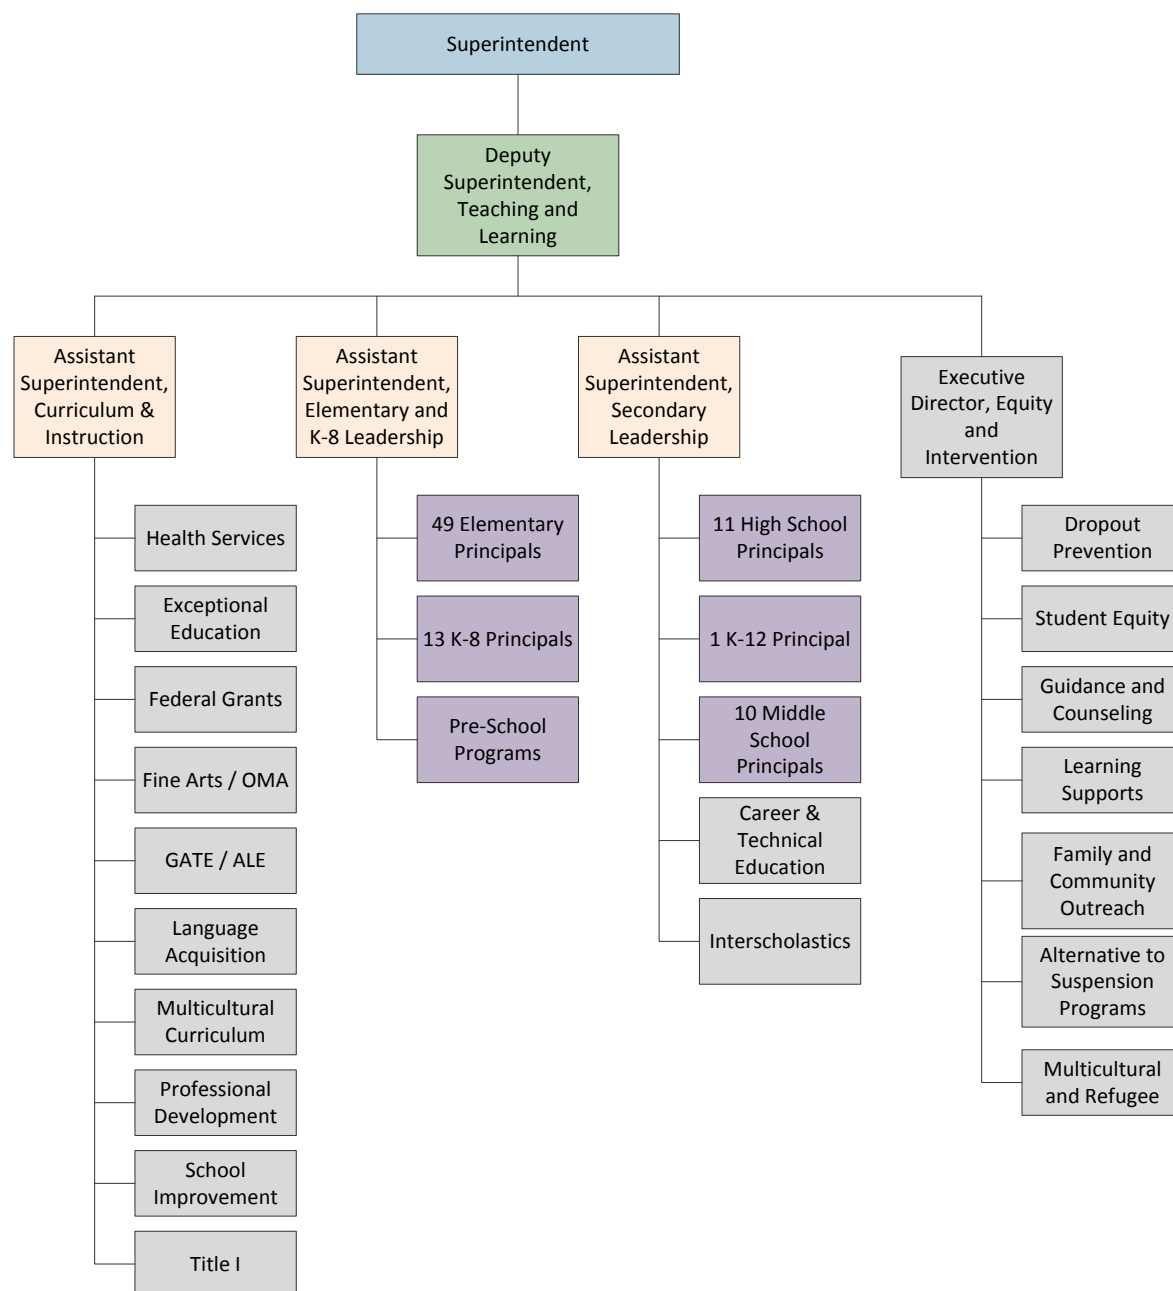 Superintendent
Deputy
Superintendent,
Teaching and
Learning
Assistant
Superintendent,
Curriculum &
Instruction
Health Services
Exceptional
Education
Federal Grants
Fine Arts / OMA
GATE / ALE
Language
Acquisition
Multicultural
Curriculum
Professional
Development
School
Improvement
Title I
Assistant
Superintendent,
Elementary and
K-8 Leadership
49 Elementary
Principals
13 K-8 Principals
Pre-School
Programs
Assistant
Superintendent,
Secondary
Leadership
11 High School
Principals
1 K-12 Principal
10 Middle
School
Principals
Career &
Technical
Education
Interscholastics
Executive
Director, Equity
and
Intervention
Dropout
Prevention
Student Equity
Guidance and
Counseling
Learning
Supports
Family and
Community
Outreach
Alternative to
Suspension
Programs
Multicultural
and Refugee